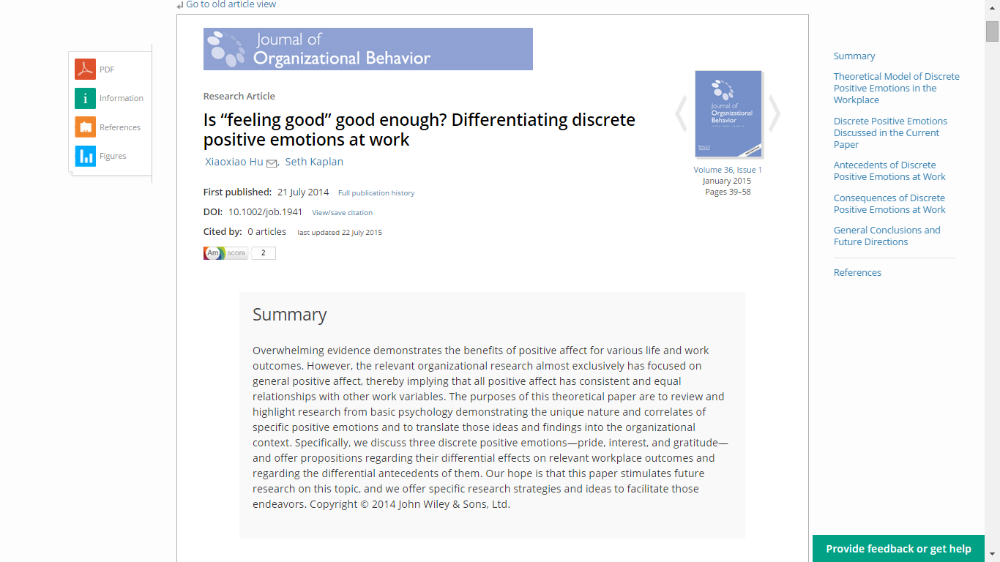 Go to old article view
Journal of
Organizational Behavior
PDF
Information
References
Figures
Research Article
Is “feeling good” good enough? Differentiating discrete
positive emotions at work
Xiaoxiao Hu, Seth Kaplan
First published: 21 July 2014 Full publication history
DOI: 10.1002/job.1941 View/save citation
Cited by: 0 articles last updated 22 July 2015
Am score 2
Journal of
Organizational
Behavior
WILEY
Volume 36, Issue 1
January 2015
Pages 39–58
Summary
Overwhelming evidence demonstrates the benefits of positive affect for various life and work
outcomes. However, the relevant organizational research almost exclusively has focused on
general positive affect, thereby implying that all positive affect has consistent and equal
relationships with other work variables. The purposes of this theoretical paper are to review and
highlight research from basic psychology demonstrating the unique nature and correlates of
specific positive emotions and to translate those ideas and findings into the organizational
context. Specifically, we discuss three discrete positive emotions—pride, interest, and gratitude—
and offer propositions regarding their differential effects on relevant workplace outcomes and
regarding the differential antecedents of them. Our hope is that this paper stimulates future
research on this topic, and we offer specific research strategies and ideas to facilitate those
endeavors. Copyright © 2014 John Wiley & Sons, Ltd.
Summary
Theoretical Model of Discrete
Positive Emotions in the
Workplace
Discrete Positive Emotions
Discussed in the Current
Paper
Antecedents of Discrete
Positive Emotions at Work
Consequences of Discrete
Positive Emotions at Work
General Conclusions and
Future Directions
References
Provide feedback or get help